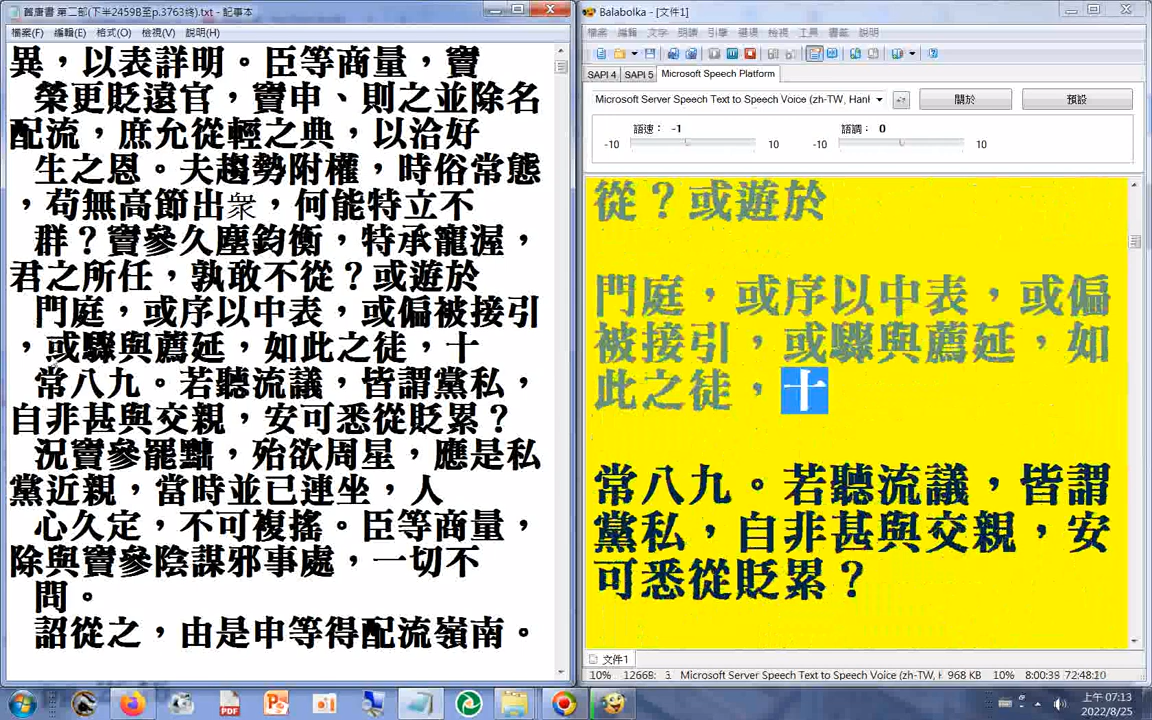 舊唐書 第二部(下半2459B至p.3763終).txt - 記事本
檔案(F) 編輯(E) 格式(O) 檢視(V) 說明(H)
異，以表詳明。臣等商量，竇
榮更貶遠官，竇申、則之並除名
配流，庶允從輕之典，以洽好
生之恩。夫趨勢附權，時俗常態
，苟無高節出衆，何能特立不
群？竇參久塵鈞衡，特承寵渥，
君之所任，孰敢不從？或遊於
門庭，或序以中表，或偏被接引
，或驟與薦延，如此之徒，十
常八九。若聽流議，皆謂黨私，
自非甚與交親，安可悉從貶累？
況竇參罷黜，殆欲周星，應是私
黨近親，當時並已連坐，人
心久定，不可複搖。臣等商量，
除與竇參陰謀邪事處，一切不
問。
詔從之，由是申等得配流嶺南。
Balabolka - [文件1]
檔案 編輯 文字 朗讀 引擎 選項 檢視 工具 書籤 說明
SAPI 4 SAPI 5 Microsoft Speech Platform
Microsoft Server Speech Text to Speech Voice (zh-TW, Hanl
關於 預設
語速： -1 語調： 0
-10 10 -10 10
從？或遊於
門庭，或序以中表，或偏
被接引，或驟與薦延，如
此之徒，十
常八九。若聽流議，皆謂
黨私，自非甚與交親，安
可悉從貶累？
文件1
10% 12668: 3. Microsoft Server Speech Text to Speech Voice (zh-TW, 968 KB 10% 8:00:39 72:48:10
上午 07:13
2022/8/25